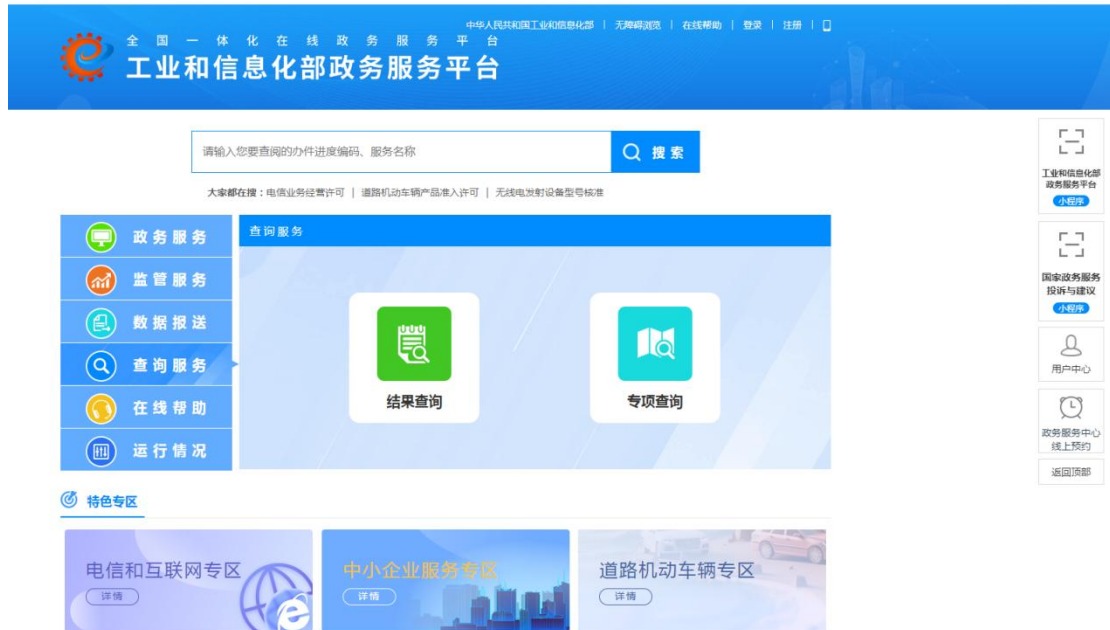 中华人民共和国工业和信息化部 | 无障碍浏览 | 在线帮助 | 登录 | 注册 |
全国一体化在线政务服务平台
工业和信息化部政务服务平台
请输入您要查阅的办件进度编码、服务名称
搜索
大家都在搜：电信业务经营许可 | 道路机动车辆产品准入许可 | 无线电发射设备型号核准
政务服务
监管服务
数据报送
查询服务
在线帮助
运行情况
查询服务
结果查询
专项查询
工业和信息化部
政务服务平台
小程序
国家政务服务
投诉与建议
小程序
用户中心
政务服务中心
线上预约
返回顶部
特色专区
电信和互联网专区
详情
中小企业服务专区
详情
道路机动车辆专区
详情